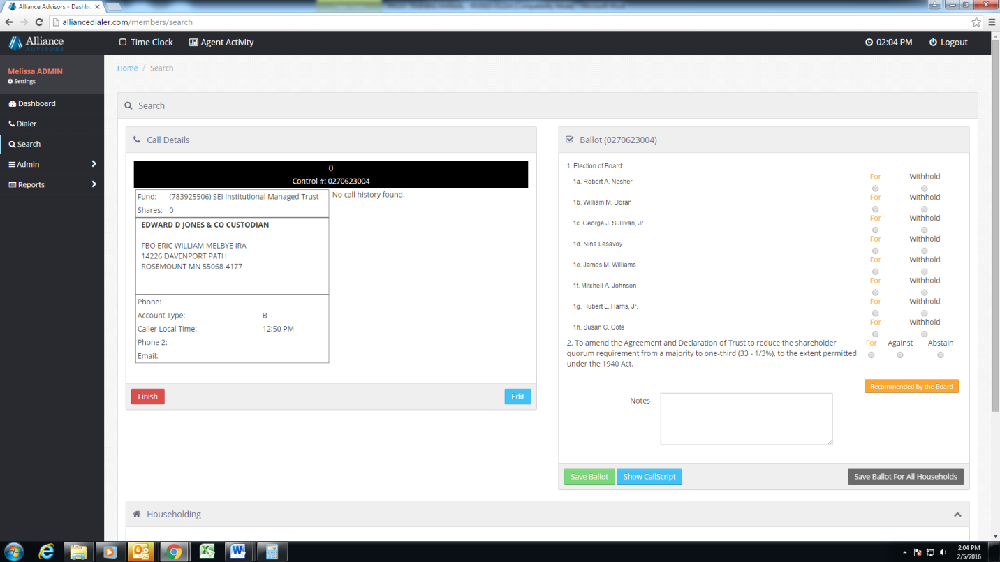 Alliance Advisors - Dashbo
alliancedialer.com/members/search
Alliance
ADVISORS
Time Clock
Agent Activity
02:04 PM
Logout
Melissa ADMIN
Settings
Dashboard
Dialer
Search
Admin
Reports
Home / Search
Search
Call Details
()
Control #: 0270623004
Fund: (783925506) SEI Institutional Managed Trust
Shares: 0
No call history found.
EDWARD D JONES & CO CUSTODIAN
FBO ERIC WILLIAM MELBYE IRA
14226 DAVENPORT PATH
ROSEMOUNT MN 55068-4177
Phone:
Account Type: B
Caller Local Time: 12:50 PM
Phone 2:
Email:
Finish
Edit
Ballot (0270623004)
1. Election of Board:
For Withhold
1a. Robert A. Nesher
For Withhold
1b. William M. Doran
For Withhold
1c. George J. Sullivan, Jr.
For Withhold
1d. Nina Lesavoy
For Withhold
1e. James M. Williams
For Withhold
1f. Mitchell A. Johnson
For Withhold
1g. Hubert L. Harris, Jr.
For Withhold
1h. Susan C. Cote
2. To amend the Agreement and Declaration of Trust to reduce the shareholder
quorum requirement from a majority to one-third (33 - 1/3%), to the extent permitted
under the 1940 Act.
For Against Abstain
Recommended by the Board
Notes
Save Ballot
Show CallScript
Save Ballot For All Households
Householding
2:04 PM
2/5/2016